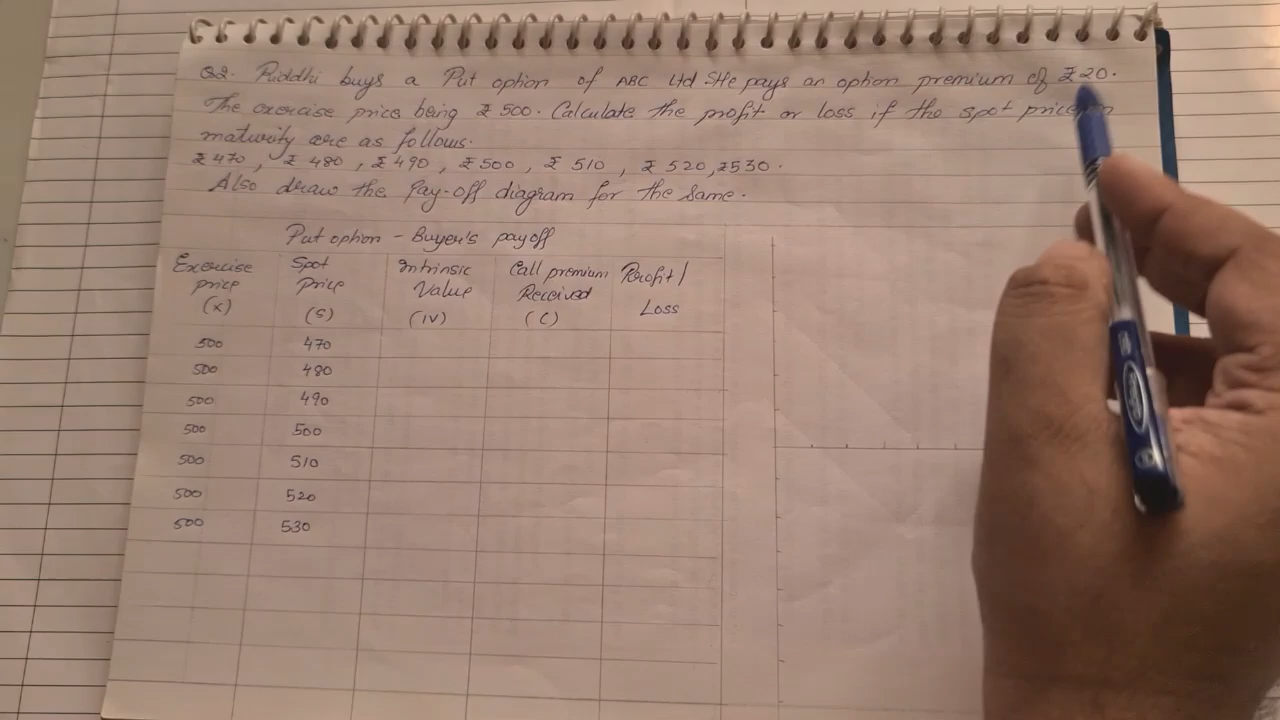 Q2. Riddhi buys a Put option of ABC Ltd SHe pays an option premium of ₹20.
The exercise price being ₹500. Calculate the profit or loss if the spot price on
maturity are as follows.
₹470, ₹480, ₹490, ₹500, ₹510, ₹520, ₹530.
Also draw the Pay-off diagram for the same.
Put option - Buyer's payoff
Exercise price (X) Spot Price (S) Intrinsic Value (IV) Call premium Received (C) Profit/ Loss
500 470
500 480
500 490
500 500
500 510
500 520
500 530